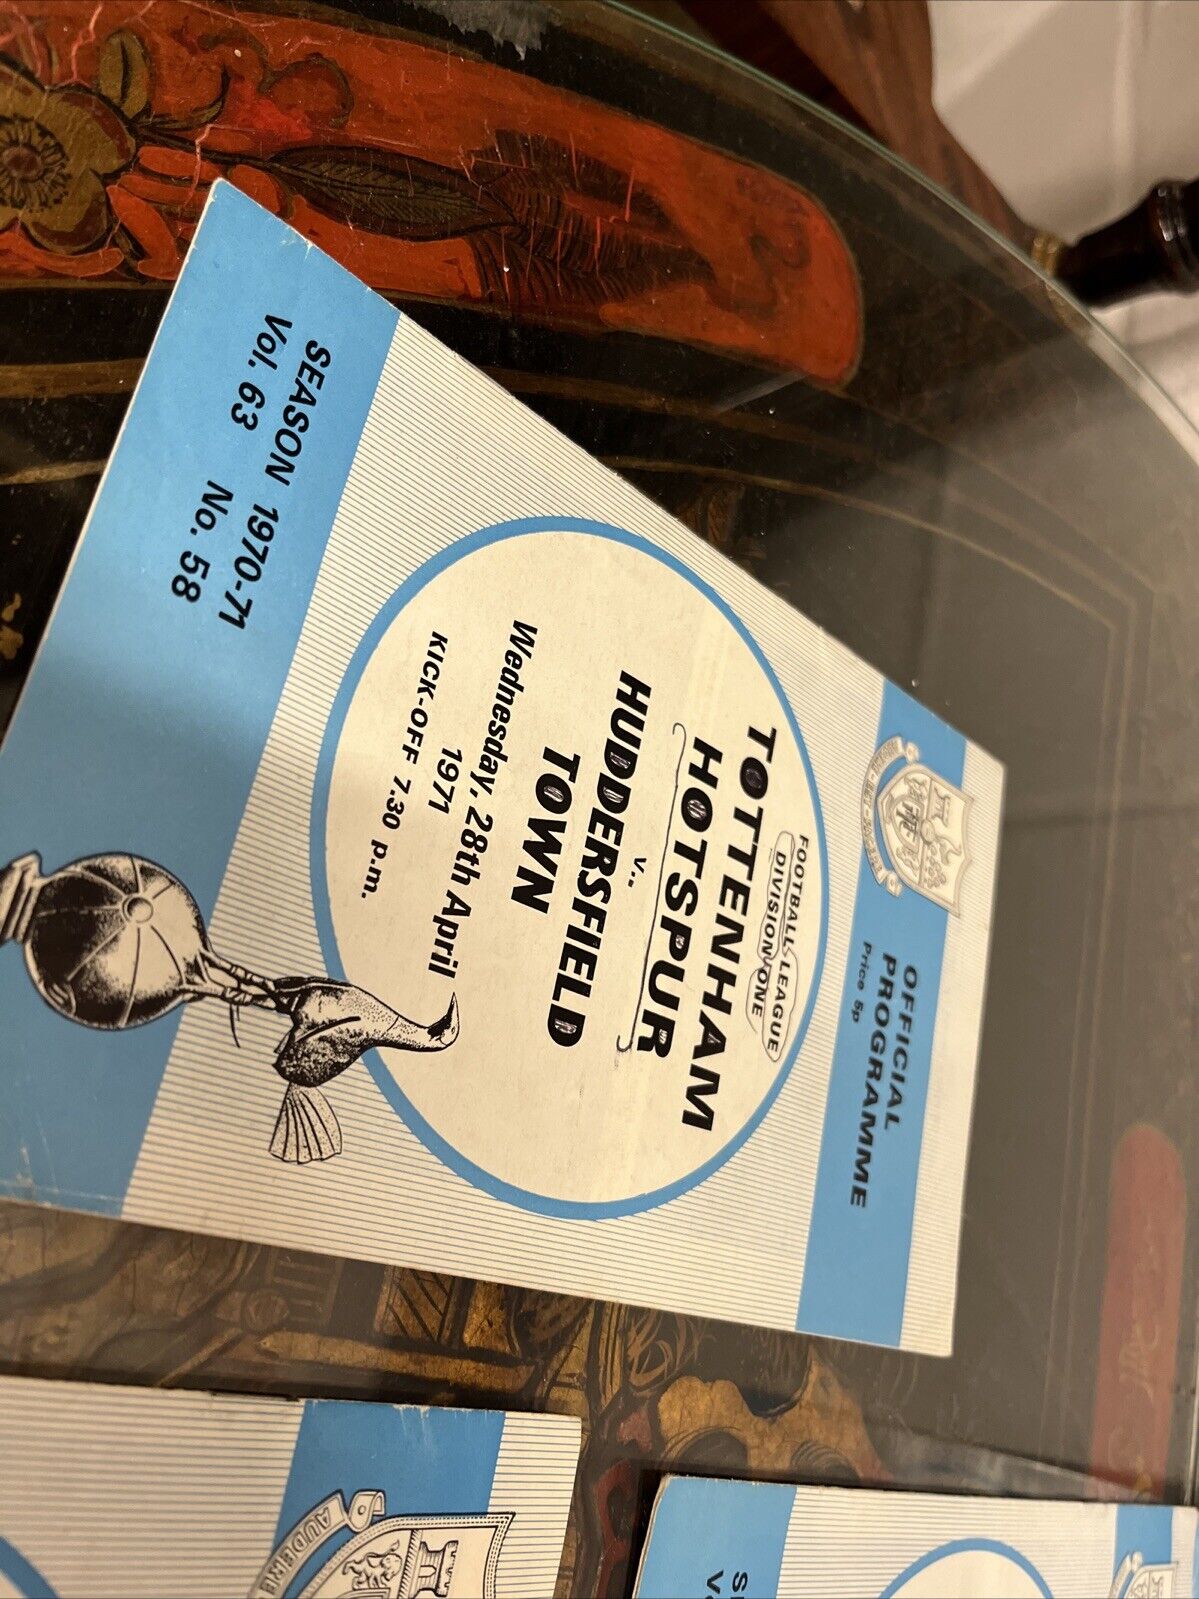 OFFICIAL
PROGRAMME
Price 5p
FOOTBALL LEAGUE
DIVISION ONE
TOTTENHAM
HOTSPUR
v.
HUDDERSFIELD
TOWN
Wednesday, 28th April
1971
KICK-OFF 7.30 p.m.
SEASON 1970-71
Vol. 63 No. 58
AUDERE